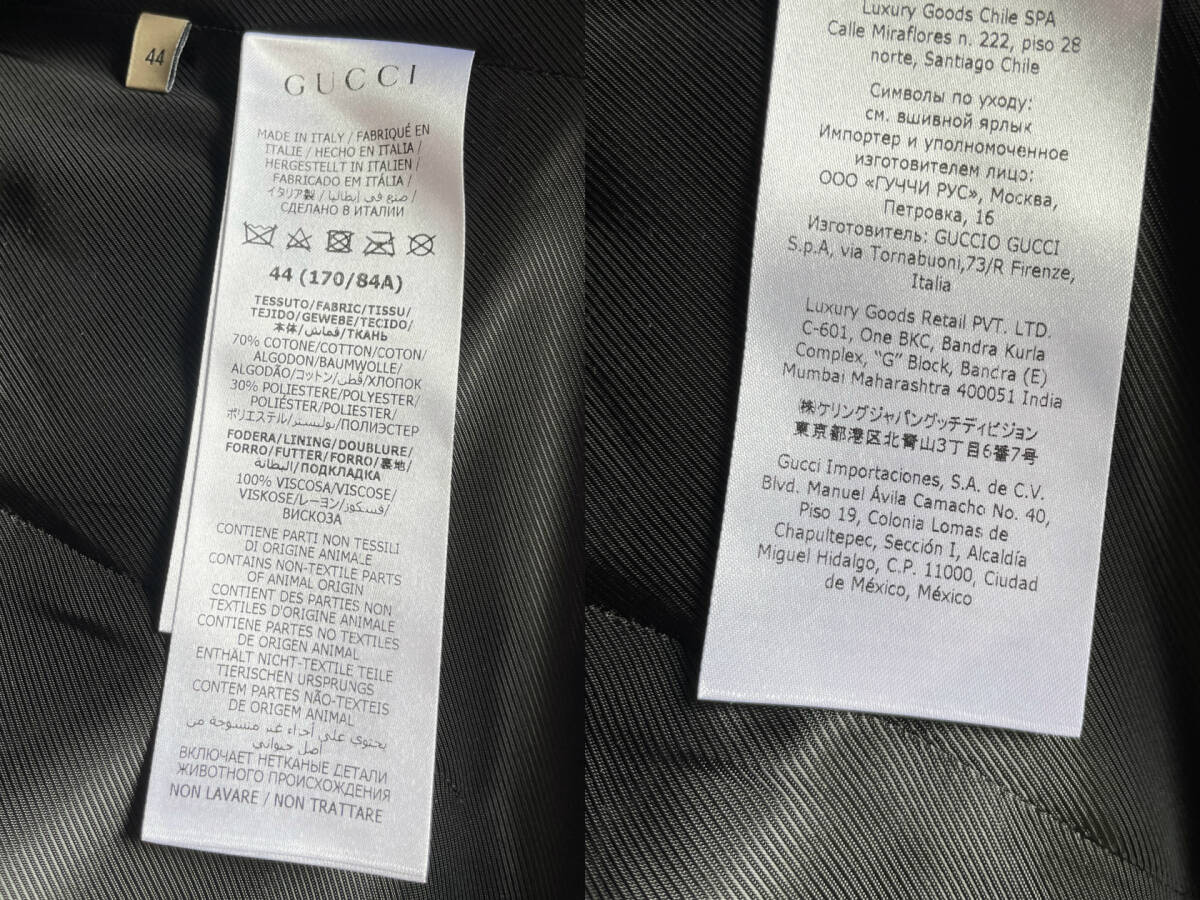 44
GUCCI
MADE IN ITALY / FABRIQUÉ EN
ITALIE / HECHO EN ITALIA /
HERGESTELLT IN ITALIEN /
FABRICADO EM ITÁLIA /
イタリア製 / صنع في إيطاليا /
СДЕЛАНО В ИТАЛИИ
44 (170/84A)
TESSUTO/FABRIC/TISSU/
TEJIDO/GEWEBE/TECIDO/
本体/قماش/ТКАНЬ
70% COTONE/COTTON/COTON/
ALGODON/BAUMWOLLE/
ALGODÃO/コットン/قطن/ХЛОПОК
30% POLIESTERE/POLYESTER/
POLIÉSTER/POLIESTER/
ポリエステル/بوليستر/ПОЛИЭСТЕР
FODERA/LINING/DOUBLURE/
FORRO/FUTTER/FORRO/裏地/
البطانة/ПОДКЛАДКА
100% VISCOSA/VISCOSE/
VISKOSE/レーヨン/فسكوز/
ВИСКОЗА
CONTIENE PARTI NON TESSILI
DI ORIGINE ANIMALE
CONTAINS NON-TEXTILE PARTS
OF ANIMAL ORIGIN
CONTIENT DES PARTIES NON
TEXTILES D'ORIGINE ANIMALE
CONTIENE PARTES NO TEXTILES
DE ORIGEN ANIMAL
ENTHÄLT NICHT-TEXTILE TEILE
TIERISCHEN URSPRUNGS
CONTEM PARTES NÃO-TEXTEIS
DE ORIGEM ANIMAL
يحتوي على أجزاء غير منسوجة من
أصل حيواني
ВКЛЮЧАЕТ НЕТКАНЫЕ ДЕТАЛИ
ЖИВОТНОГО ПРОИСХОЖДЕНИЯ
NON LAVARE / NON TRATTARE
Luxury Goods Chile SPA
Calle Miraflores n. 222, piso 28
norte, Santiago Chile
Символы по уходу:
см. вшивной ярлык
Импортер и уполномоченное
изготовителем лицо:
ООО «ГУЧЧИ РУС», Москва,
Петровка, 16
Изготовитель: GUCCIO GUCCI
S.p.A, via Tornabuoni,73/R Firenze,
Italia
Luxury Goods Retail PVT. LTD.
C-601, One BKC, Bandra Kurla
Complex, “G” Block, Bandra (E)
Mumbai Maharashtra 400051 India
㈱ケリングジャパングッチディビジョン
東京都港区北青山3丁目6番7号
Gucci Importaciones, S.A. de C.V.
Blvd. Manuel Ávila Camacho No. 40,
Piso 19, Colonia Lomas de
Chapultepec, Sección I, Alcaldía
Miguel Hidalgo, C.P. 11000, Ciudad
de México, México